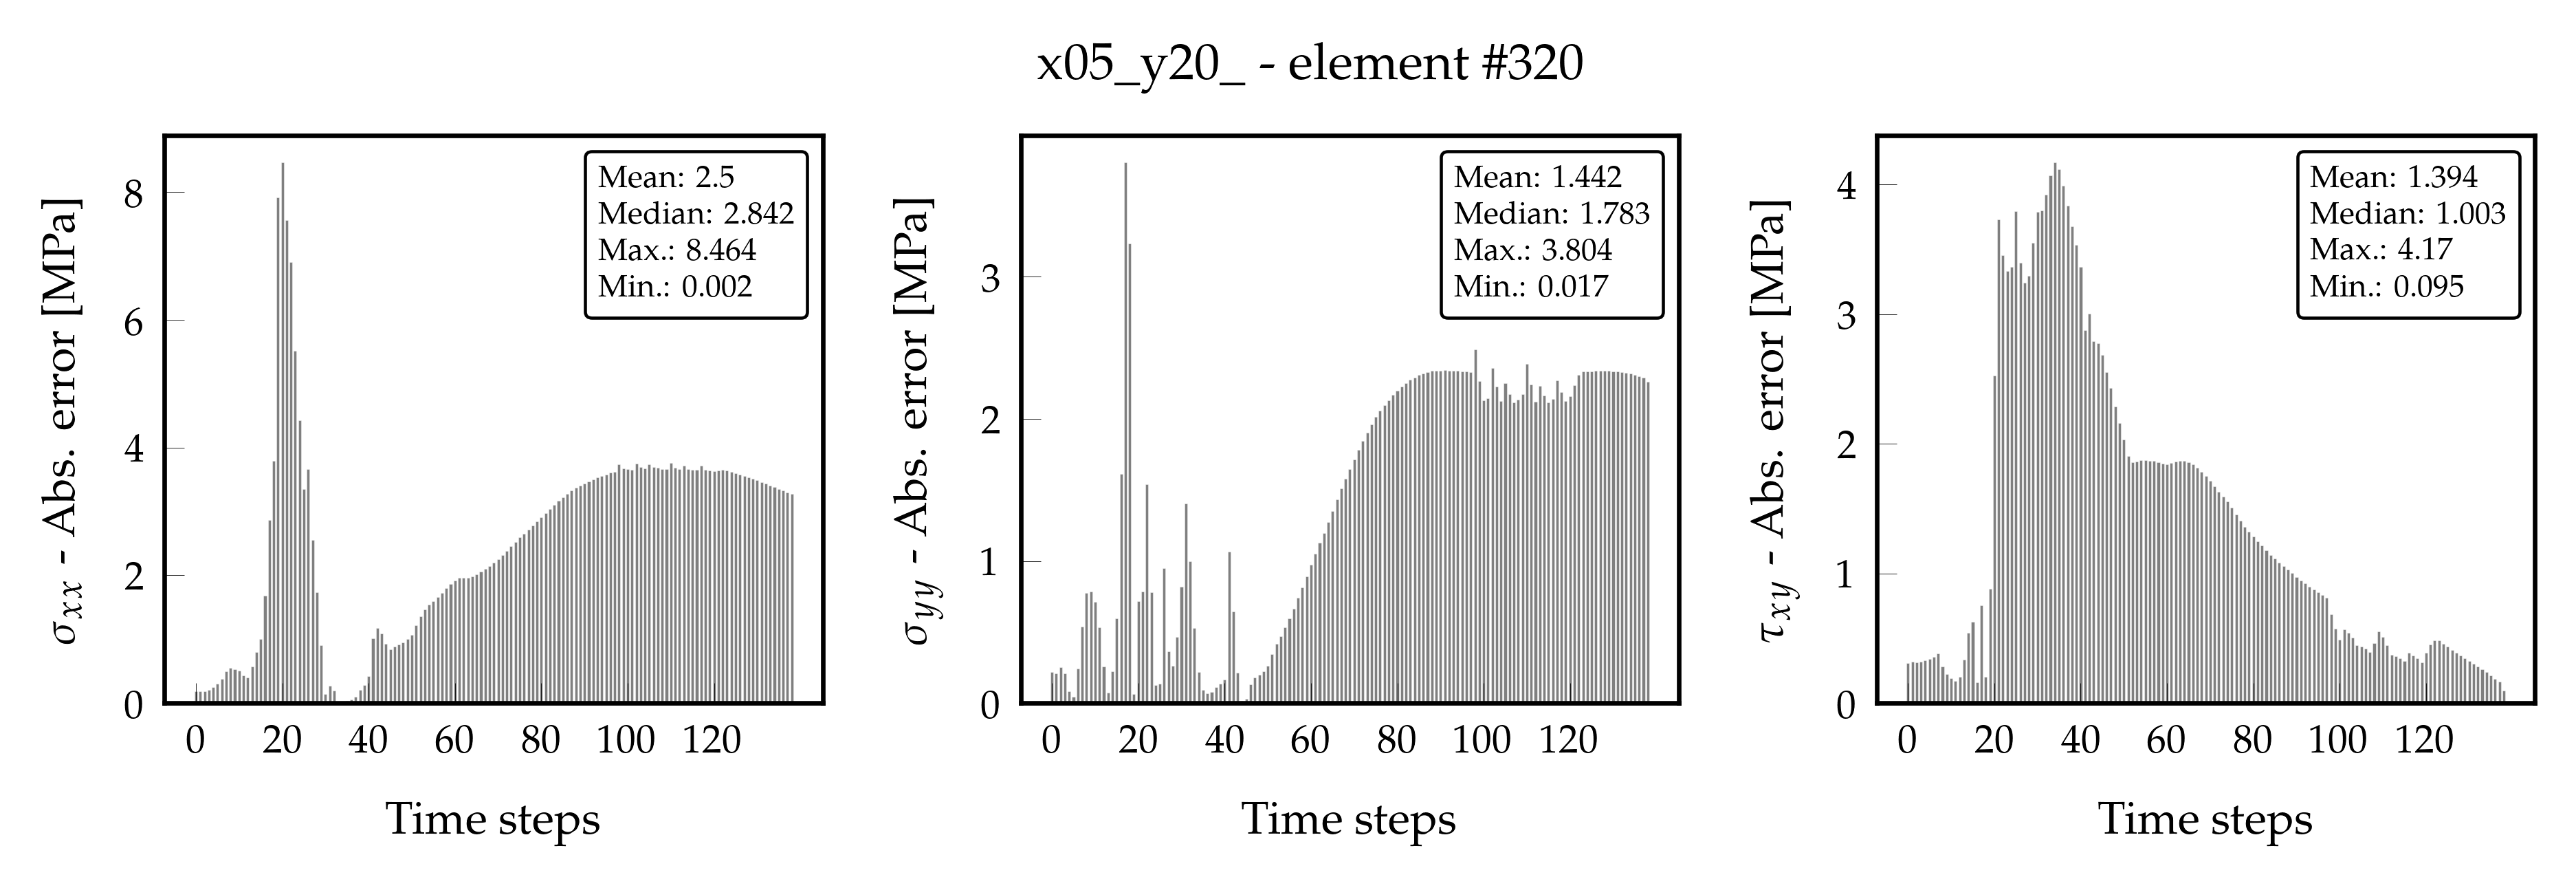 x05_y20_ - element #320
σxx - Abs. error [MPa]
8
6
4
2
0
Mean: 2.5
Median: 2.842
Max.: 8.464
Min.: 0.002
0 20 40 60 80 100 120
Time steps
σyy - Abs. error [MPa]
3
2
1
0
Mean: 1.442
Median: 1.783
Max.: 3.804
Min.: 0.017
0 20 40 60 80 100 120
Time steps
τxy - Abs. error [MPa]
4
3
2
1
0
Mean: 1.394
Median: 1.003
Max.: 4.17
Min.: 0.095
0 20 40 60 80 100 120
Time steps